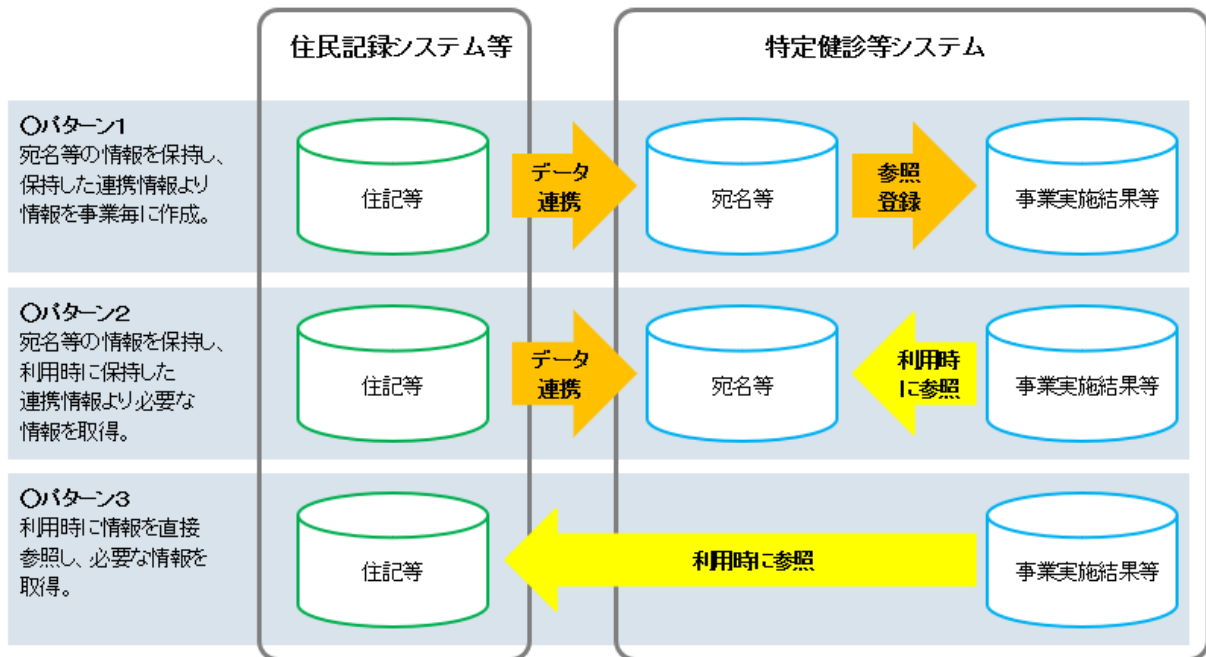 住民記録システム等
特定健診等システム
〇パターン1
宛名等の情報を保持し、
保持した連携情報より
情報を事業毎に作成。
住記等
データ
連携
宛名等
参照
登録
事業実施結果等
〇パターン2
宛名等の情報を保持し、
利用時に保持した
連携情報より必要な
情報を取得。
住記等
データ
連携
宛名等
利用時
に参照
事業実施結果等
〇パターン3
利用時に情報を直接
参照し、必要な情報を
取得。
住記等
利用時に参照
事業実施結果等